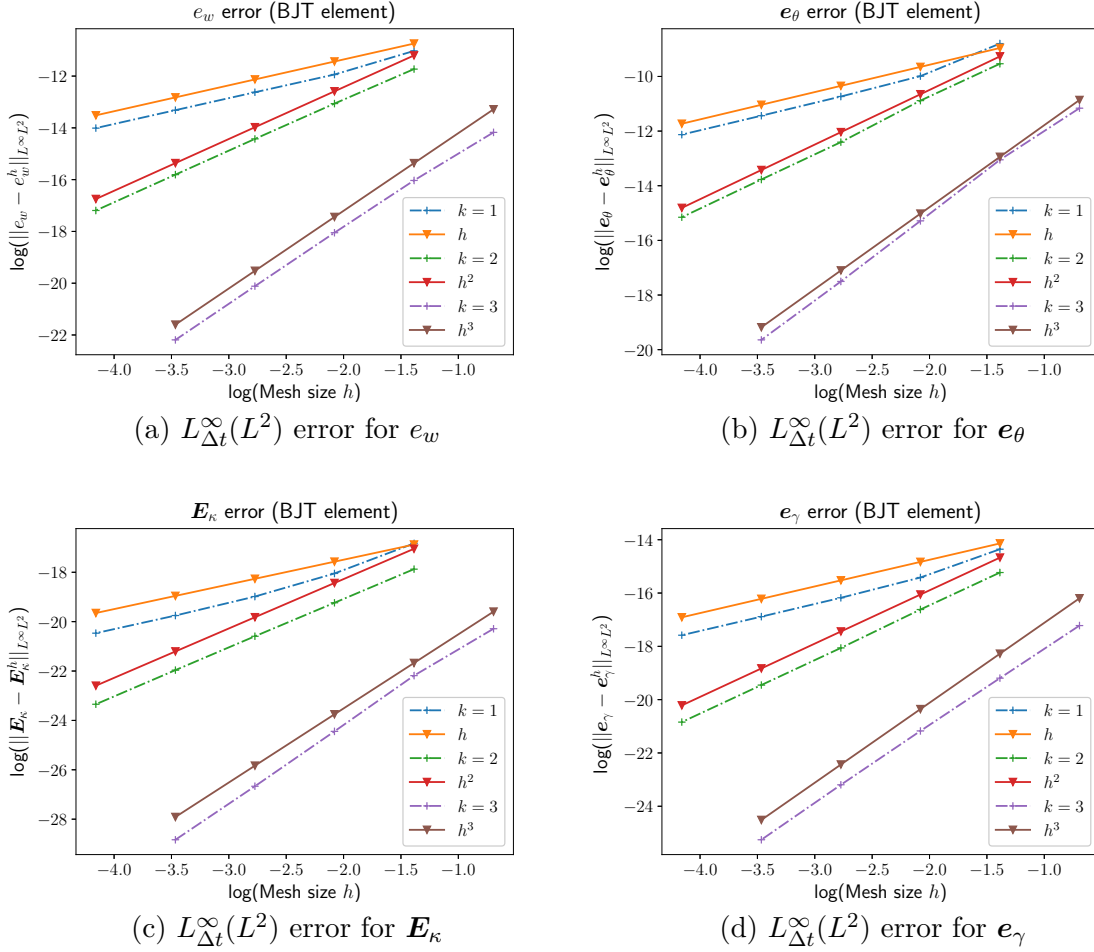 e_w error (BJT element)
log(||e_w − e_w^h||_{L^∞L^2})
−12
−14
−16
−18
−20
−22
k = 1
h
k = 2
h^2
k = 3
h^3
−4.0 −3.5 −3.0 −2.5 −2.0 −1.5 −1.0
log(Mesh size h)
(a) L^∞_{Δt}(L^2) error for e_w
e_θ error (BJT element)
log(||e_θ − e_θ^h||_{L^∞L^2})
−10
−12
−14
−16
−18
−20
k = 1
h
k = 2
h^2
k = 3
h^3
−4.0 −3.5 −3.0 −2.5 −2.0 −1.5 −1.0
log(Mesh size h)
(b) L^∞_{Δt}(L^2) error for e_θ
E_κ error (BJT element)
log(||E_κ − E_κ^h||_{L^∞L^2})
−18
−20
−22
−24
−26
−28
k = 1
h
k = 2
h^2
k = 3
h^3
−4.0 −3.5 −3.0 −2.5 −2.0 −1.5 −1.0
log(Mesh size h)
(c) L^∞_{Δt}(L^2) error for E_κ
e_γ error (BJT element)
log(||e_γ − e_γ^h||_{L^∞L^2})
−14
−16
−18
−20
−22
−24
k = 1
h
k = 2
h^2
k = 3
h^3
−4.0 −3.5 −3.0 −2.5 −2.0 −1.5 −1.0
log(Mesh size h)
(d) L^∞_{Δt}(L^2) error for e_γ